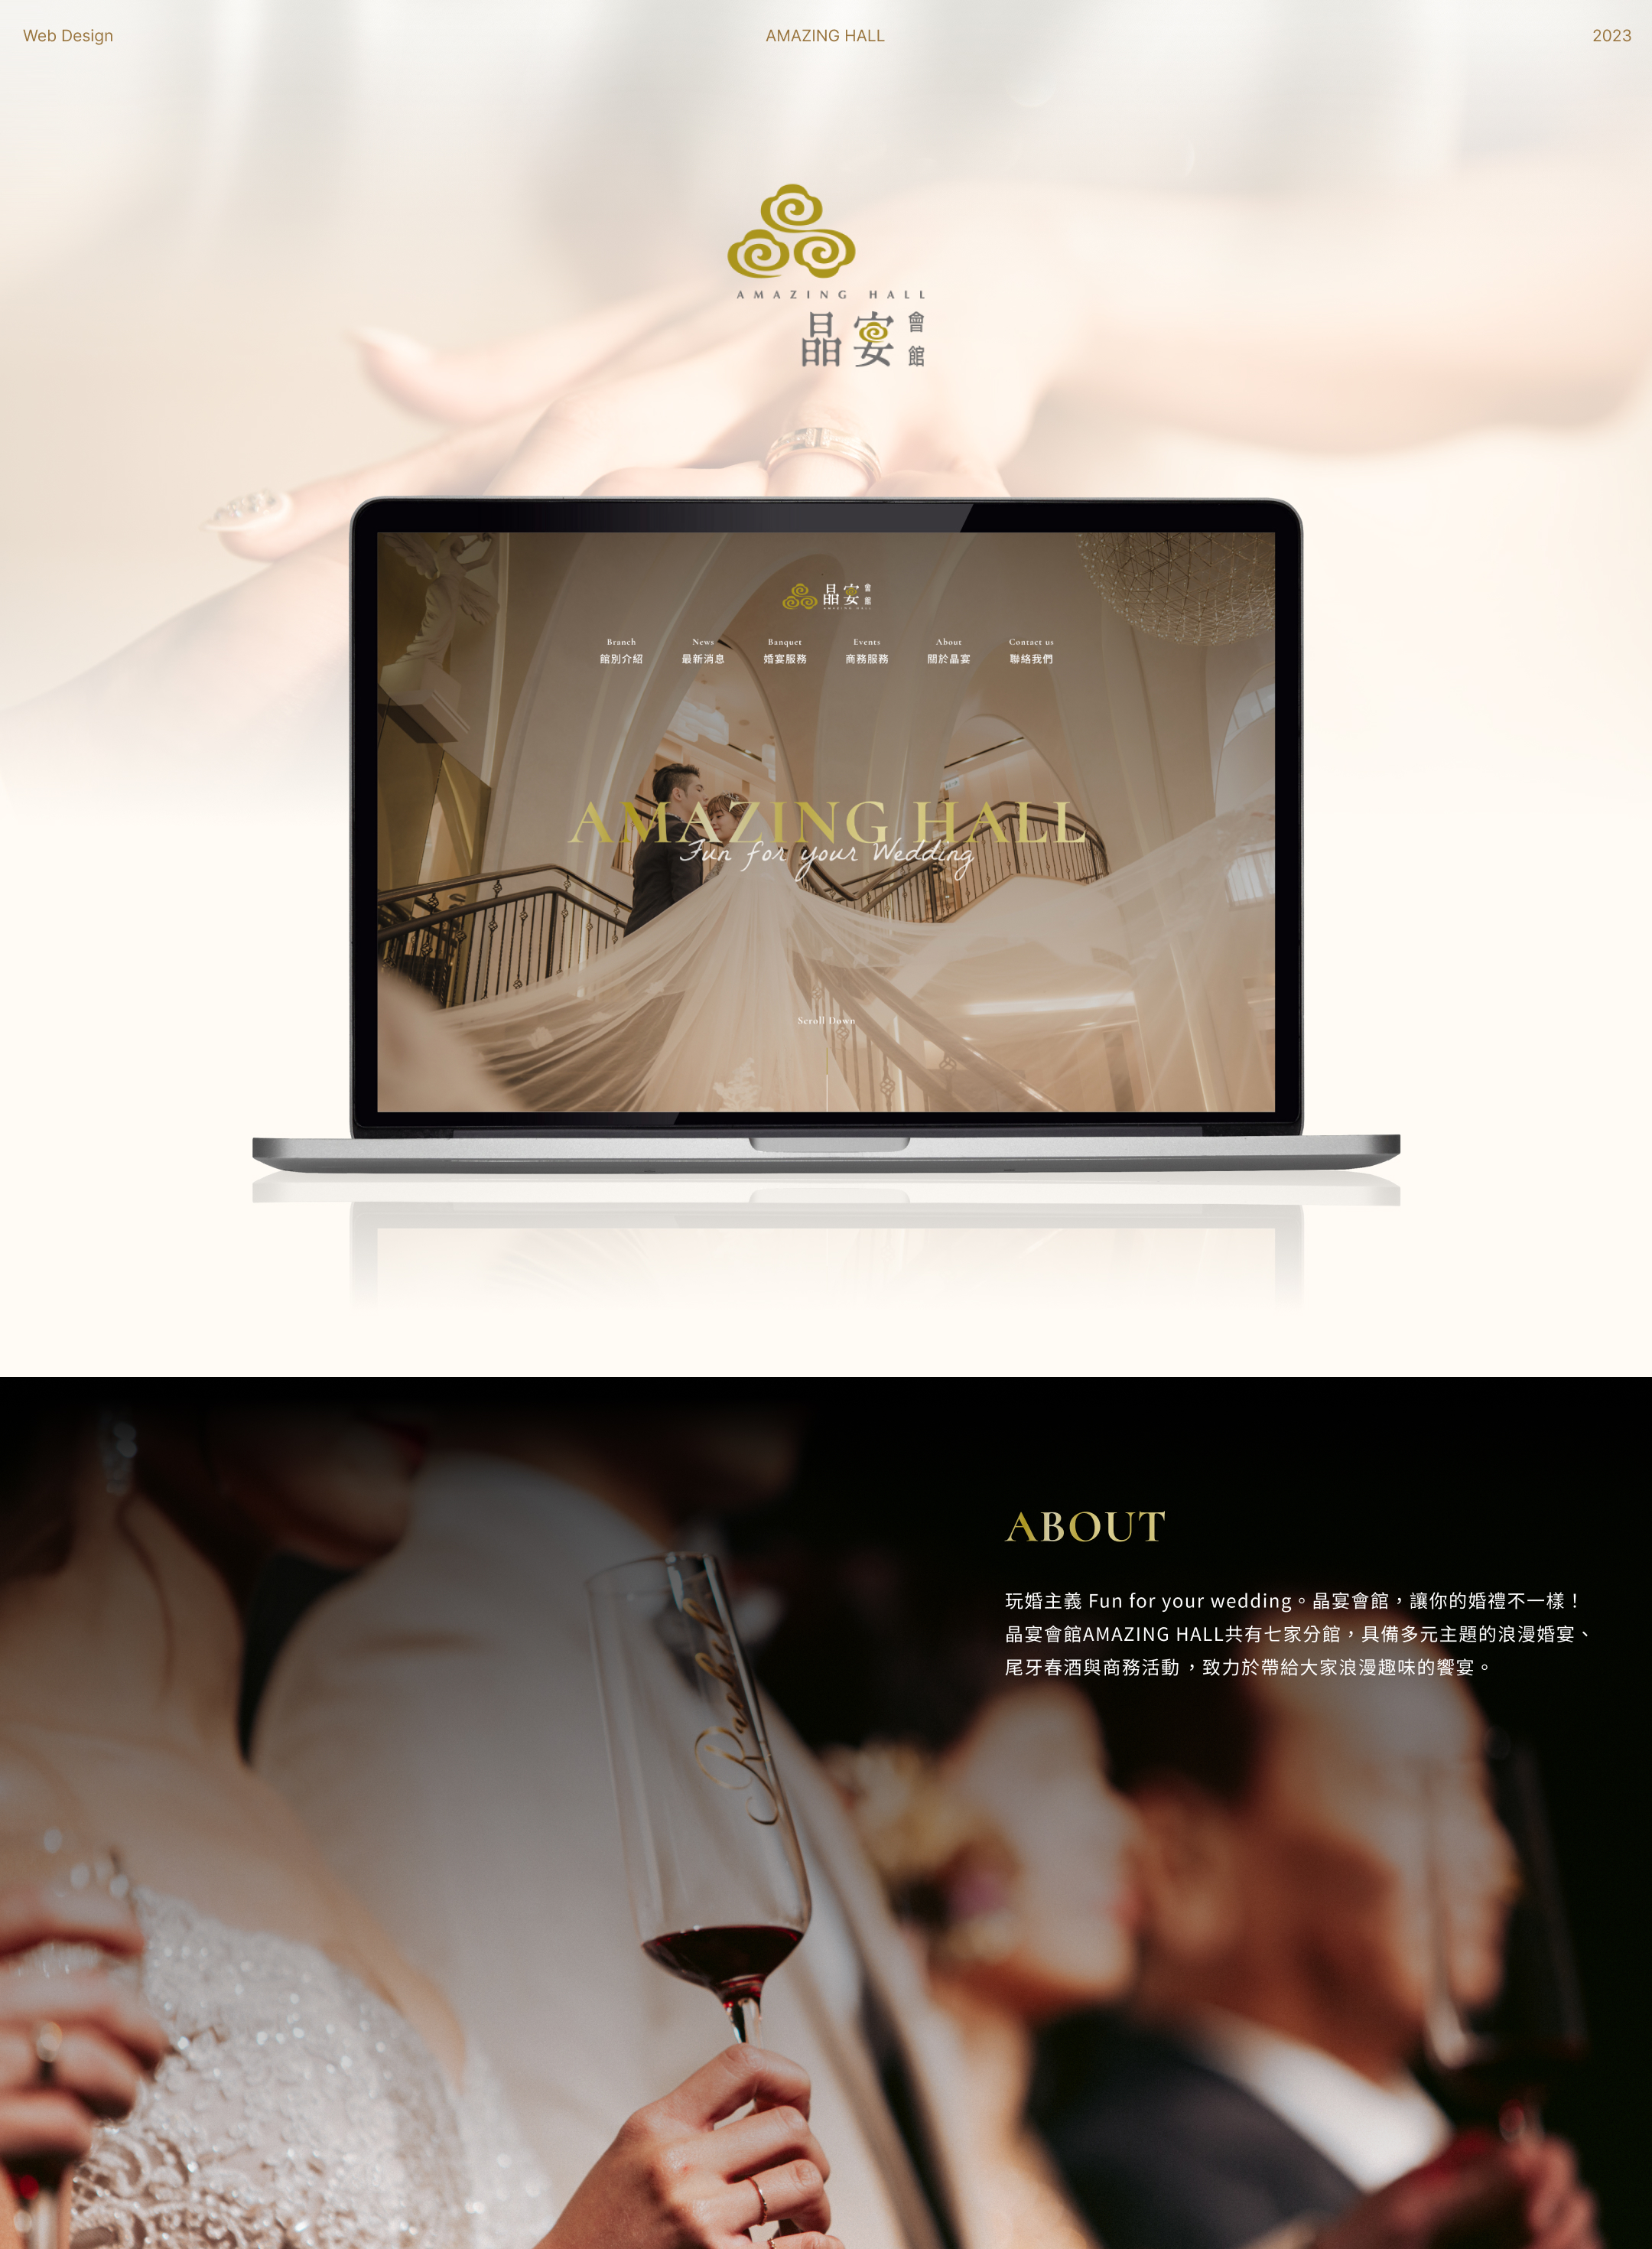 Web Design
AMAZING HALL
2023
AMAZING HALL
晶宴會館
晶宴會館
AMAZING HALL
Branch
News
Banquet
Events
About
Contact us
館別介紹
最新消息
婚宴服務
商務服務
關於晶宴
聯絡我們
AMAZING HALL
Fun for your Wedding
Scroll Down
ABOUT
玩婚主義 Fun for your wedding。晶宴會館，讓你的婚禮不一樣！
晶宴會館AMAZING HALL共有七家分館，具備多元主題的浪漫婚宴、
尾牙春酒與商務活動，致力於帶給大家浪漫趣味的饗宴。